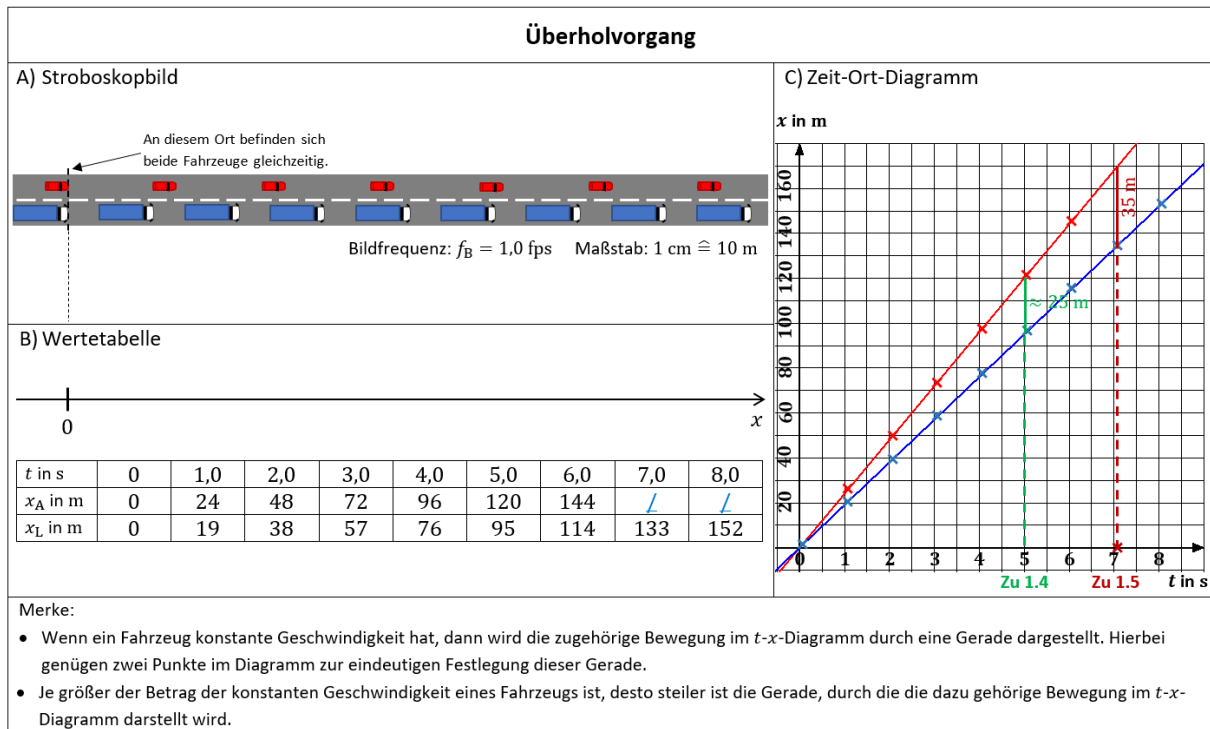 Überholvorgang
A) Stroboskopbild
An diesem Ort befinden sich
beide Fahrzeuge gleichzeitig.
Bildfrequenz: f_B = 1,0 fps Maßstab: 1 cm ≙ 10 m
B) Wertetabelle
0
x
t in s 0 1,0 2,0 3,0 4,0 5,0 6,0 7,0 8,0
x_A in m 0 24 48 72 96 120 144 / /
x_L in m 0 19 38 57 76 95 114 133 152
C) Zeit-Ort-Diagramm
x in m
160
140
120
100
80
60
40
20
35 m
≈ 25 m
0 1 2 3 4 5 6 7 8
Zu 1.4 Zu 1.5 t in s
Merke:
• Wenn ein Fahrzeug konstante Geschwindigkeit hat, dann wird die zugehörige Bewegung im t-x-Diagramm durch eine Gerade dargestellt. Hierbei
genügen zwei Punkte im Diagramm zur eindeutigen Festlegung dieser Gerade.
• Je größer der Betrag der konstanten Geschwindigkeit eines Fahrzeugs ist, desto steiler ist die Gerade, durch die die dazu gehörige Bewegung im t-x-
Diagramm darstellt wird.